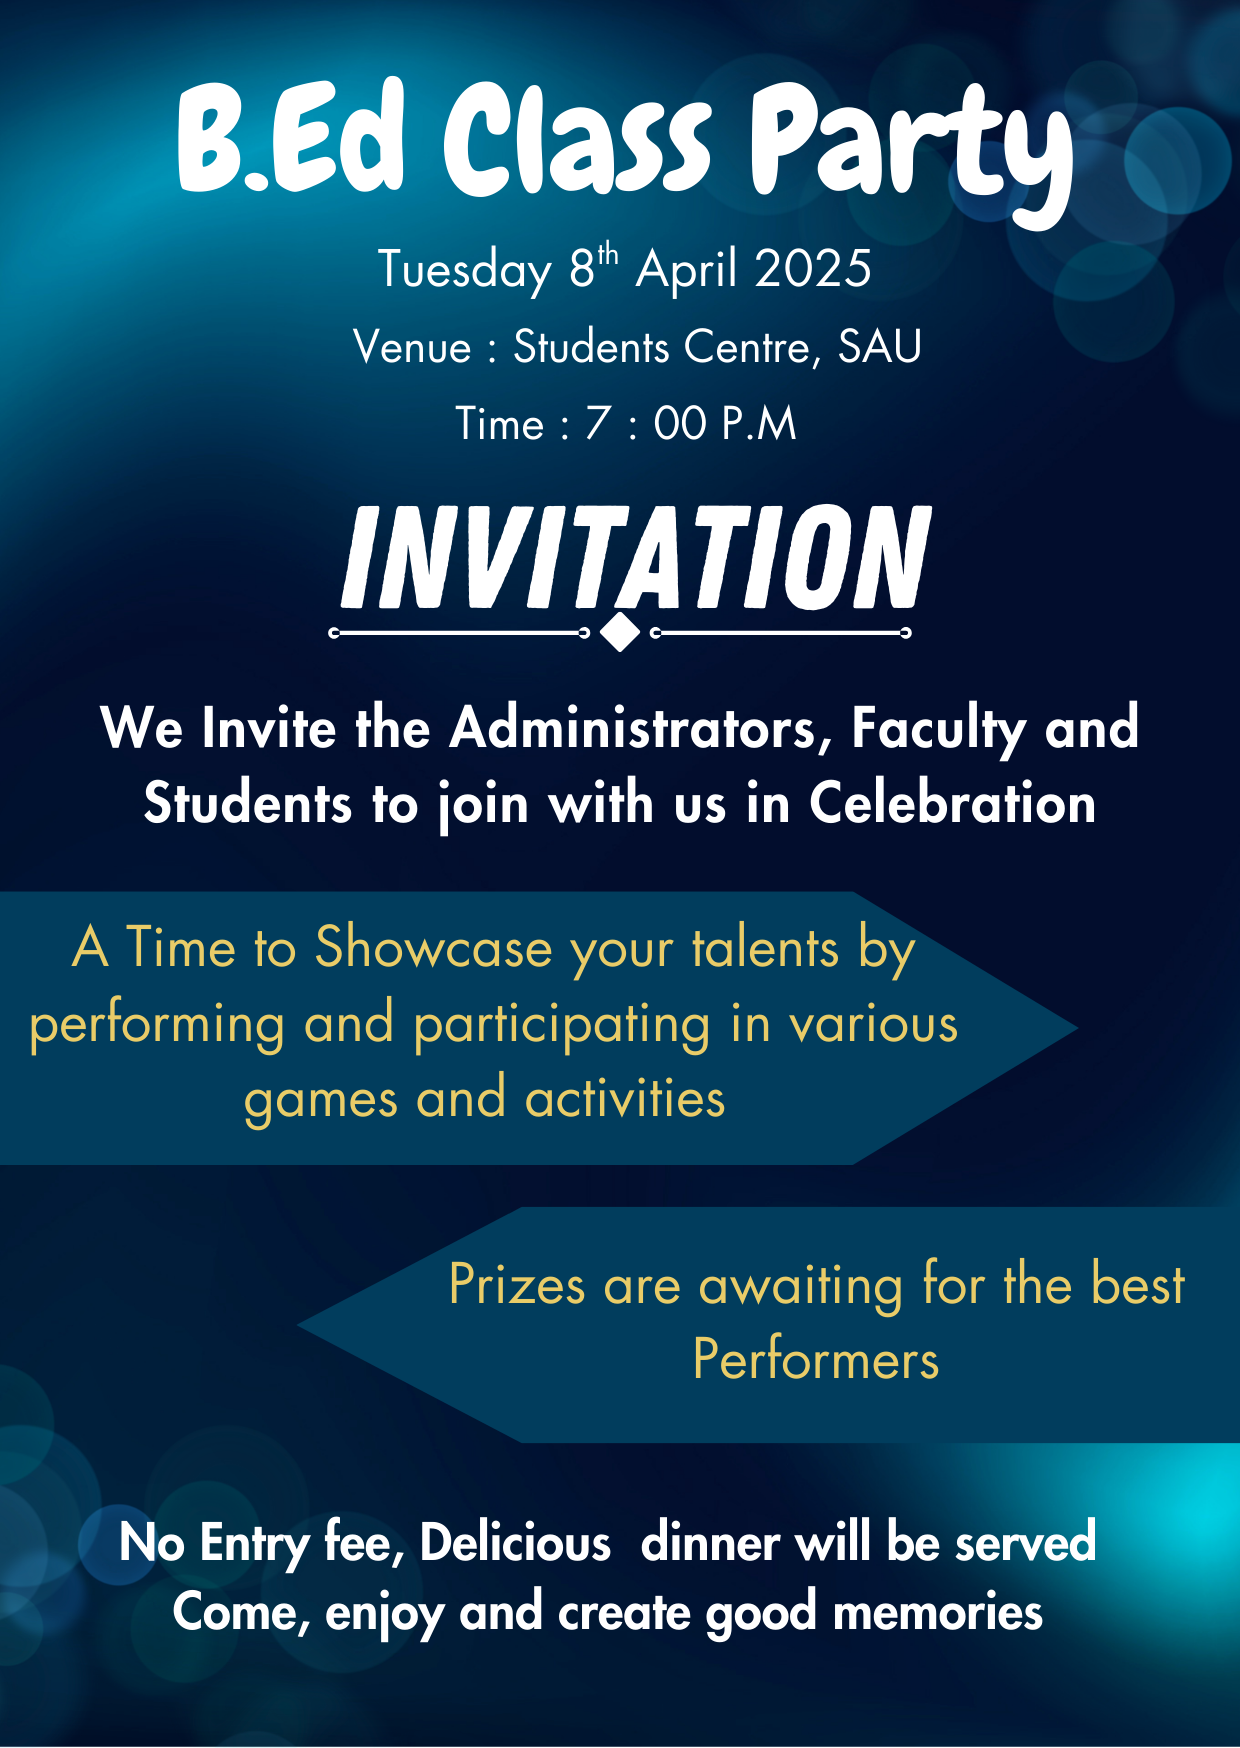 B.Ed Class Party
Tuesday 8th April 2025
Venue : Students Centre, SAU
Time : 7 : 00 P.M
INVITATION
We Invite the Administrators, Faculty and
Students to join with us in Celebration
A Time to Showcase your talents by
performing and participating in various
games and activities
Prizes are awaiting for the best
Performers
No Entry fee, Delicious  dinner will be served
Come, enjoy and create good memories